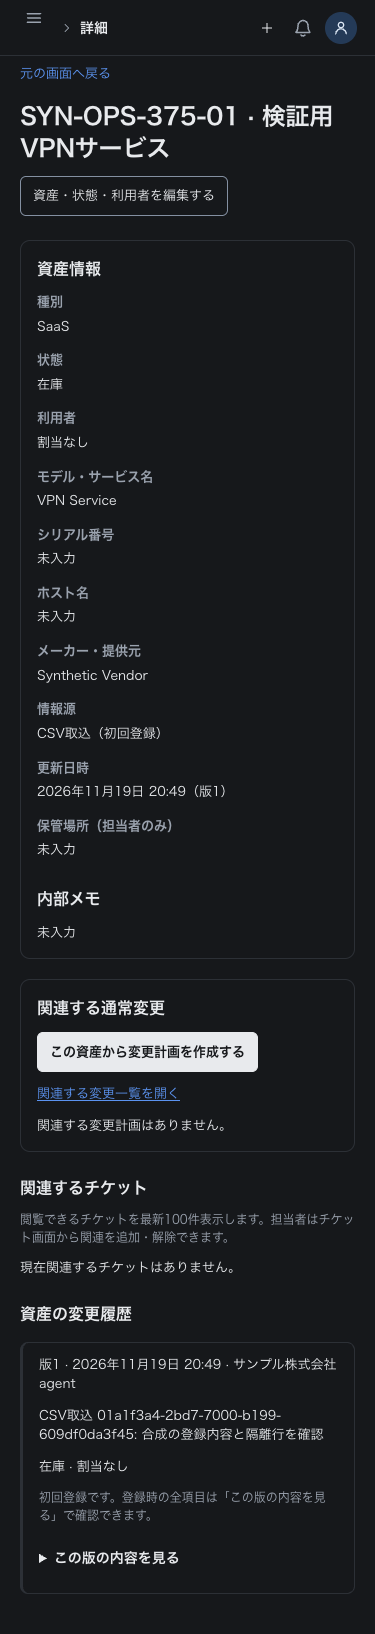 詳細
元の画面へ戻る
SYN-OPS-375-01 · 検証用
VPNサービス
資産・状態・利用者を編集する
資産情報
種別
SaaS
状態
在庫
利用者
割当なし
モデル・サービス名
VPN Service
シリアル番号
未入力
ホスト名
未入力
メーカー・提供元
Synthetic Vendor
情報源
CSV取込（初回登録）
更新日時
2026年11月19日 20:49（版1）
保管場所（担当者のみ）
未入力
内部メモ
未入力
関連する通常変更
この資産から変更計画を作成する
関連する変更一覧を開く
関連する変更計画はありません。
関連するチケット
閲覧できるチケットを最新100件表示します。担当者はチケッ
ト画面から関連を追加・解除できます。
現在関連するチケットはありません。
資産の変更履歴
版1 · 2026年11月19日 20:49 · サンプル株式会社
agent
CSV取込 01a1f3a4-2bd7-7000-b199-
609df0da3f45: 合成の登録内容と隔離行を確認
在庫 · 割当なし
初回登録です。登録時の全項目は「この版の内容を見
る」で確認できます。
この版の内容を見る